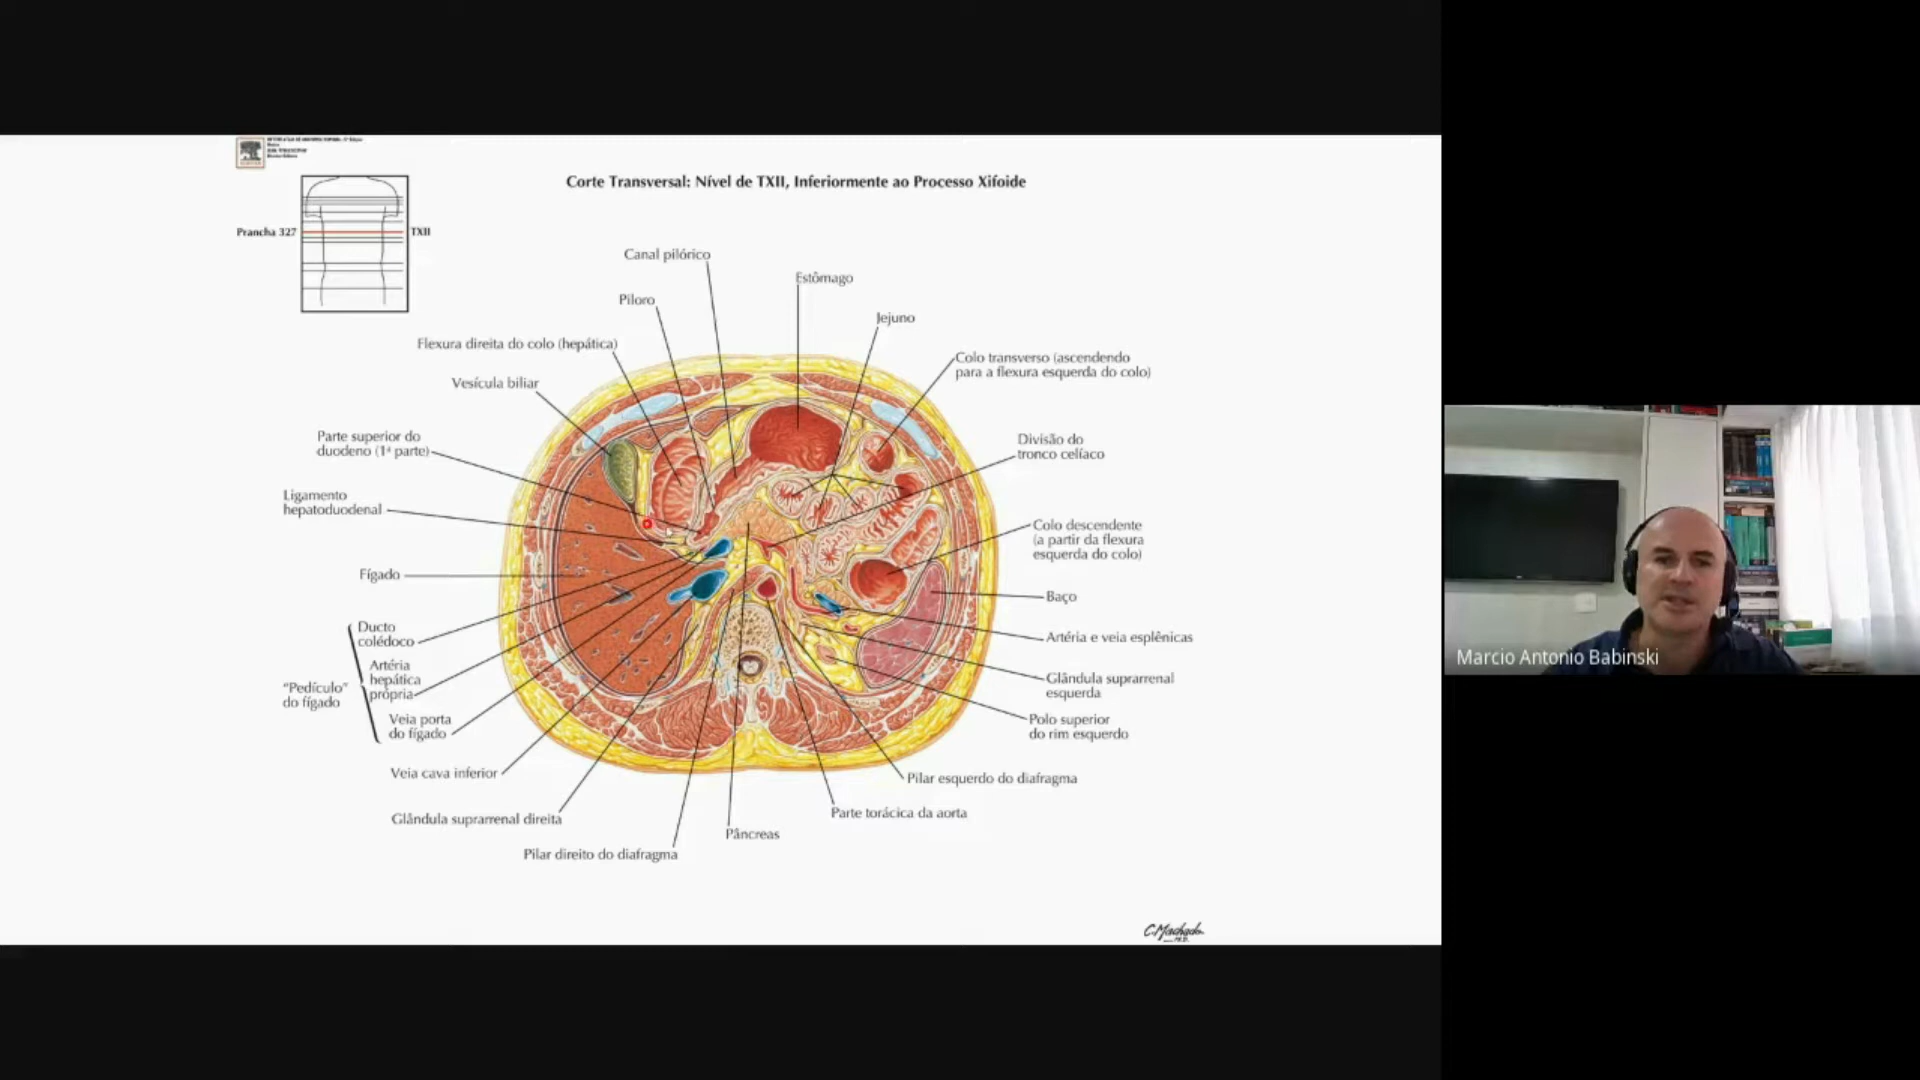 Corte Transversal: Nível de TXII, Inferiormente ao Processo Xifoide
Prancha 327
TXII
Canal pilórico
Estômago
Piloro
Jejuno
Flexura direita do colo (hepática)
Colo transverso (ascendendo
para a flexura esquerda do colo)
Vesícula biliar
Parte superior do
duodeno (1ª parte)
Divisão do
tronco celíaco
Ligamento
hepatoduodenal
Colo descendente
(a partir da flexura
esquerda do colo)
Fígado
Baço
Ducto
colédoco
Artéria e veia esplênicas
Artéria
hepática
própria
"Pedículo"
do fígado
Glândula suprarrenal
esquerda
Veia porta
do fígado
Polo superior
do rim esquerdo
Veia cava inferior
Pilar esquerdo do diafragma
Glândula suprarrenal direita
Parte torácica da aorta
Pâncreas
Pilar direito do diafragma
C.Machado
M.D.
Marcio Antonio Babinski